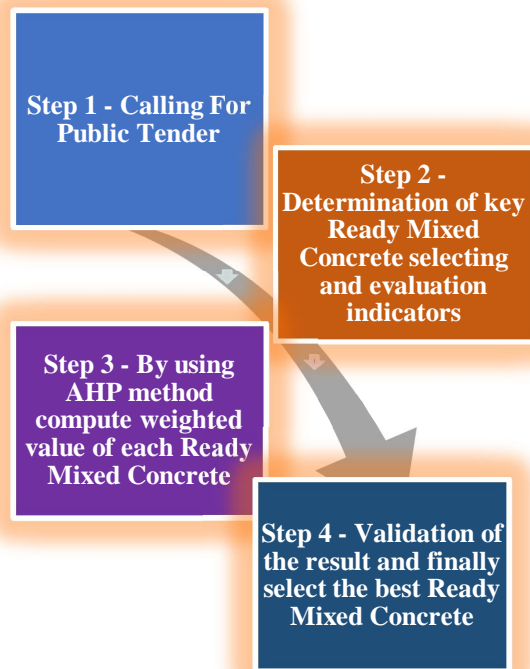 Step 1 - Calling For
Public Tender
Step 2 -
Determination of key
Ready Mixed
Concrete selecting
and evaluation
indicators
Step 3 - By using
AHP method
compute weighted
value of each Ready
Mixed Concrete
Step 4 - Validation of
the result and finally
select the best Ready
Mixed Concrete